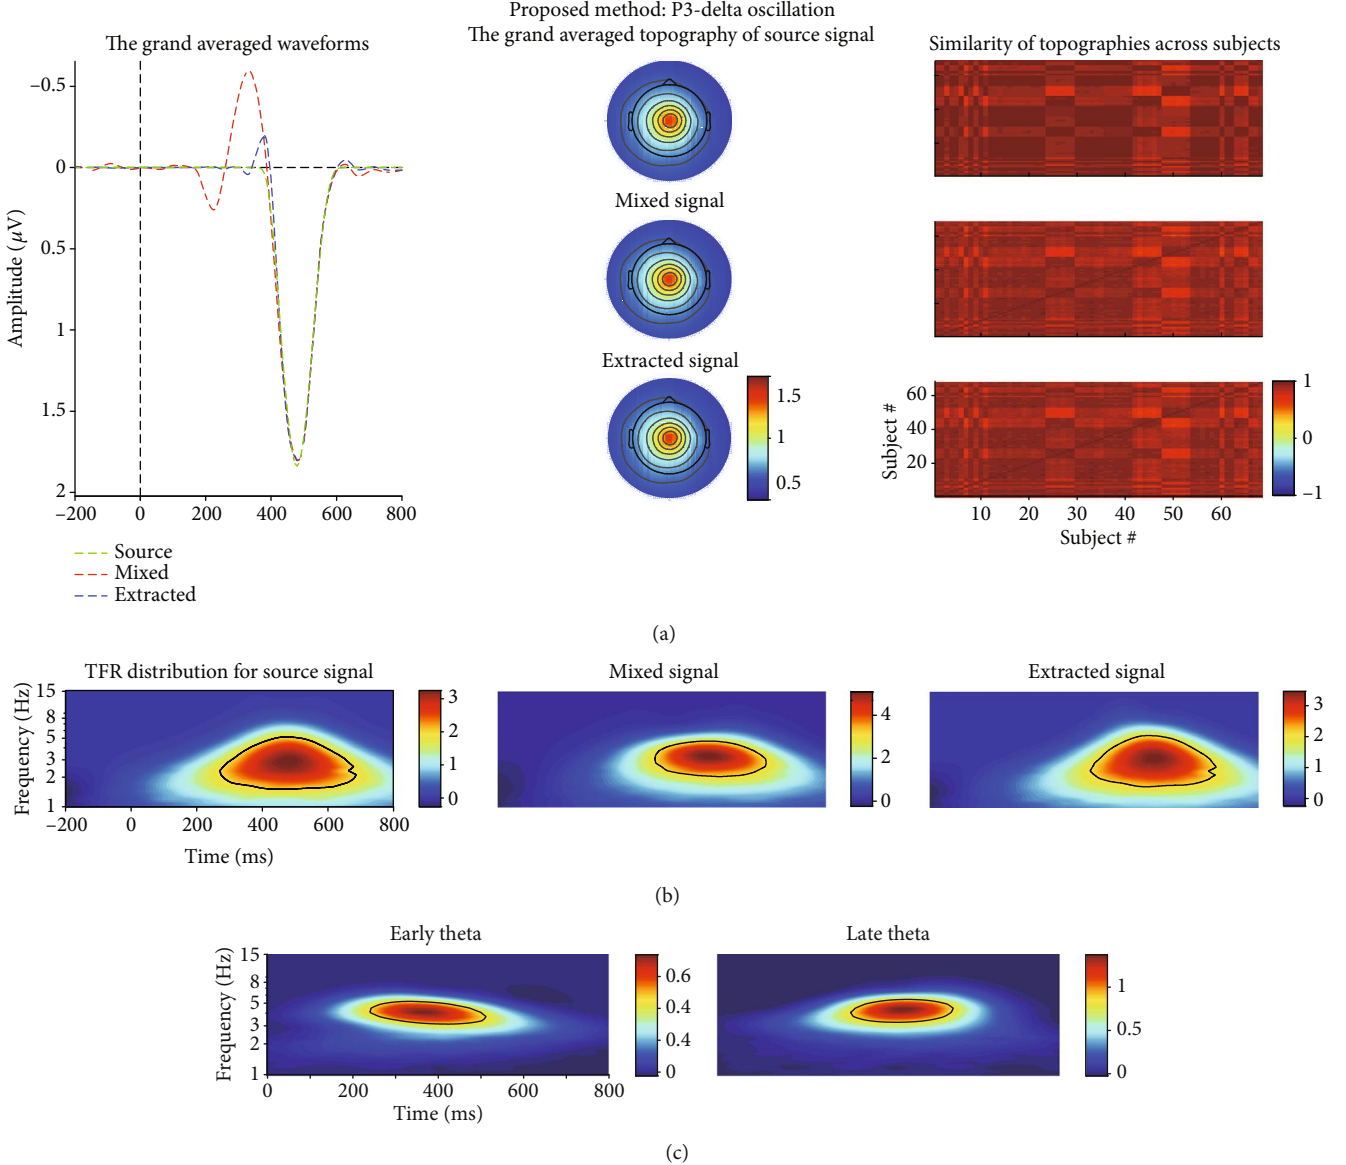 Proposed method: P3-delta oscillation
The grand averaged waveforms
The grand averaged topography of source signal
Similarity of topographies across subjects
−0.5
0
0.5
1
1.5
2
Amplitude (μV)
−200 0 200 400 600 800
Source
Mixed
Extracted
Mixed signal
Extracted signal
1.5
1
0.5
60
40
20
Subject #
10 20 30 40 50 60
Subject #
1
0
−1
(a)
TFR distribution for source signal
Mixed signal
Extracted signal
15
8
5
3
2
1
Frequency (Hz)
−200 0 200 400 600 800
Time (ms)
3
2
1
0
4
2
0
3
2
1
0
(b)
Early theta
Late theta
15
8
5
3
2
1
Frequency (Hz)
0 200 400 600 800
Time (ms)
0.6
0.4
0.4
0
1
0.5
0
(c)